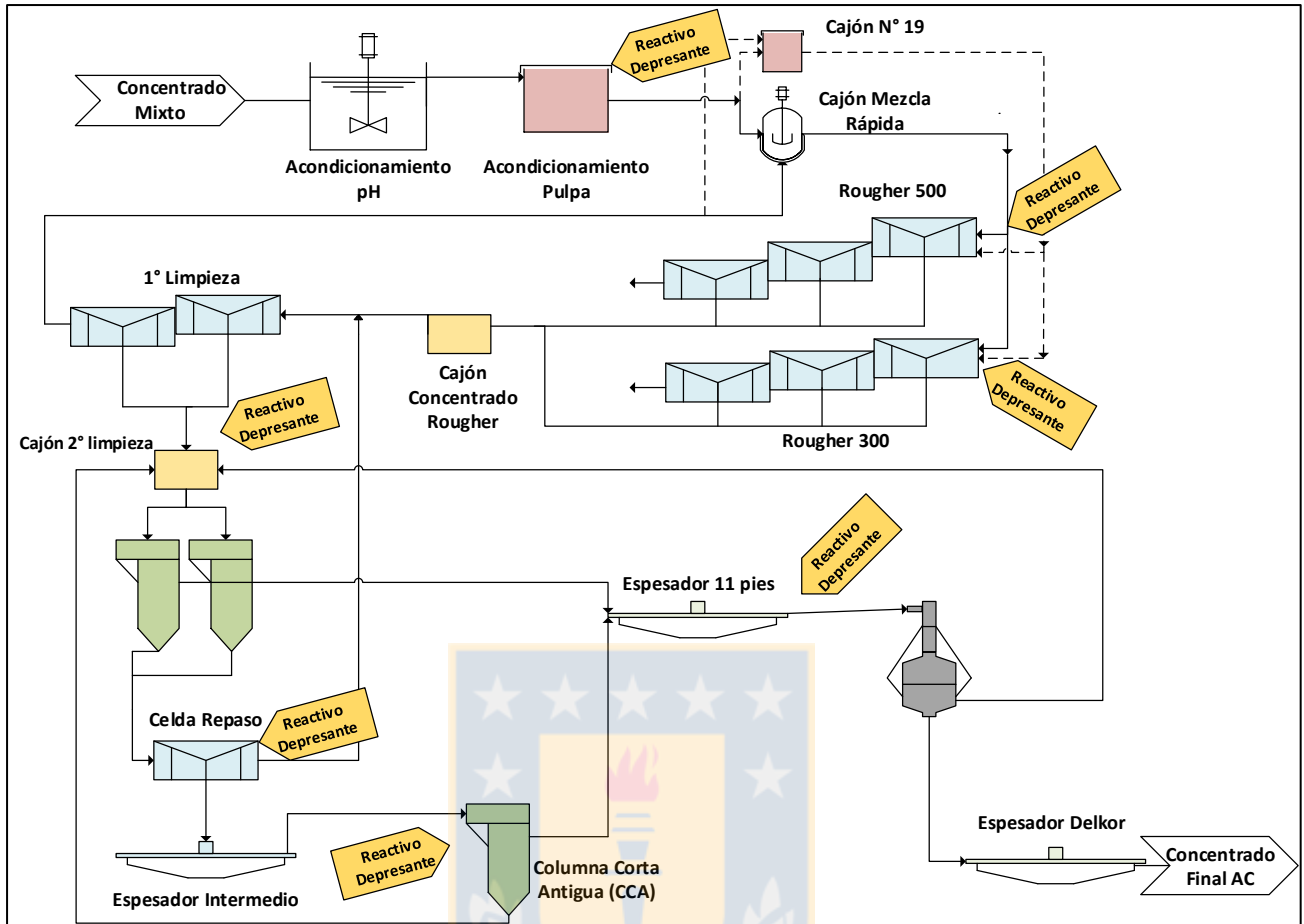 Concentrado
Mixto
Acondicionamiento
pH
Acondicionamiento
Pulpa
Reactivo
Depresante
Cajón N° 19
Cajón Mezcla
Rápida
Rougher 500
Reactivo
Depresante
1° Limpieza
Cajón
Concentrado
Rougher
Reactivo
Depresante
Rougher 300
Reactivo
Depresante
Cajón 2° limpieza
Reactivo
Depresante
Espesador 11 pies
Celda Repaso
Reactivo
Depresante
Espesador Intermedio
Reactivo
Depresante
Columna Corta
Antigua (CCA)
Espesador Delkor
Concentrado
Final AC